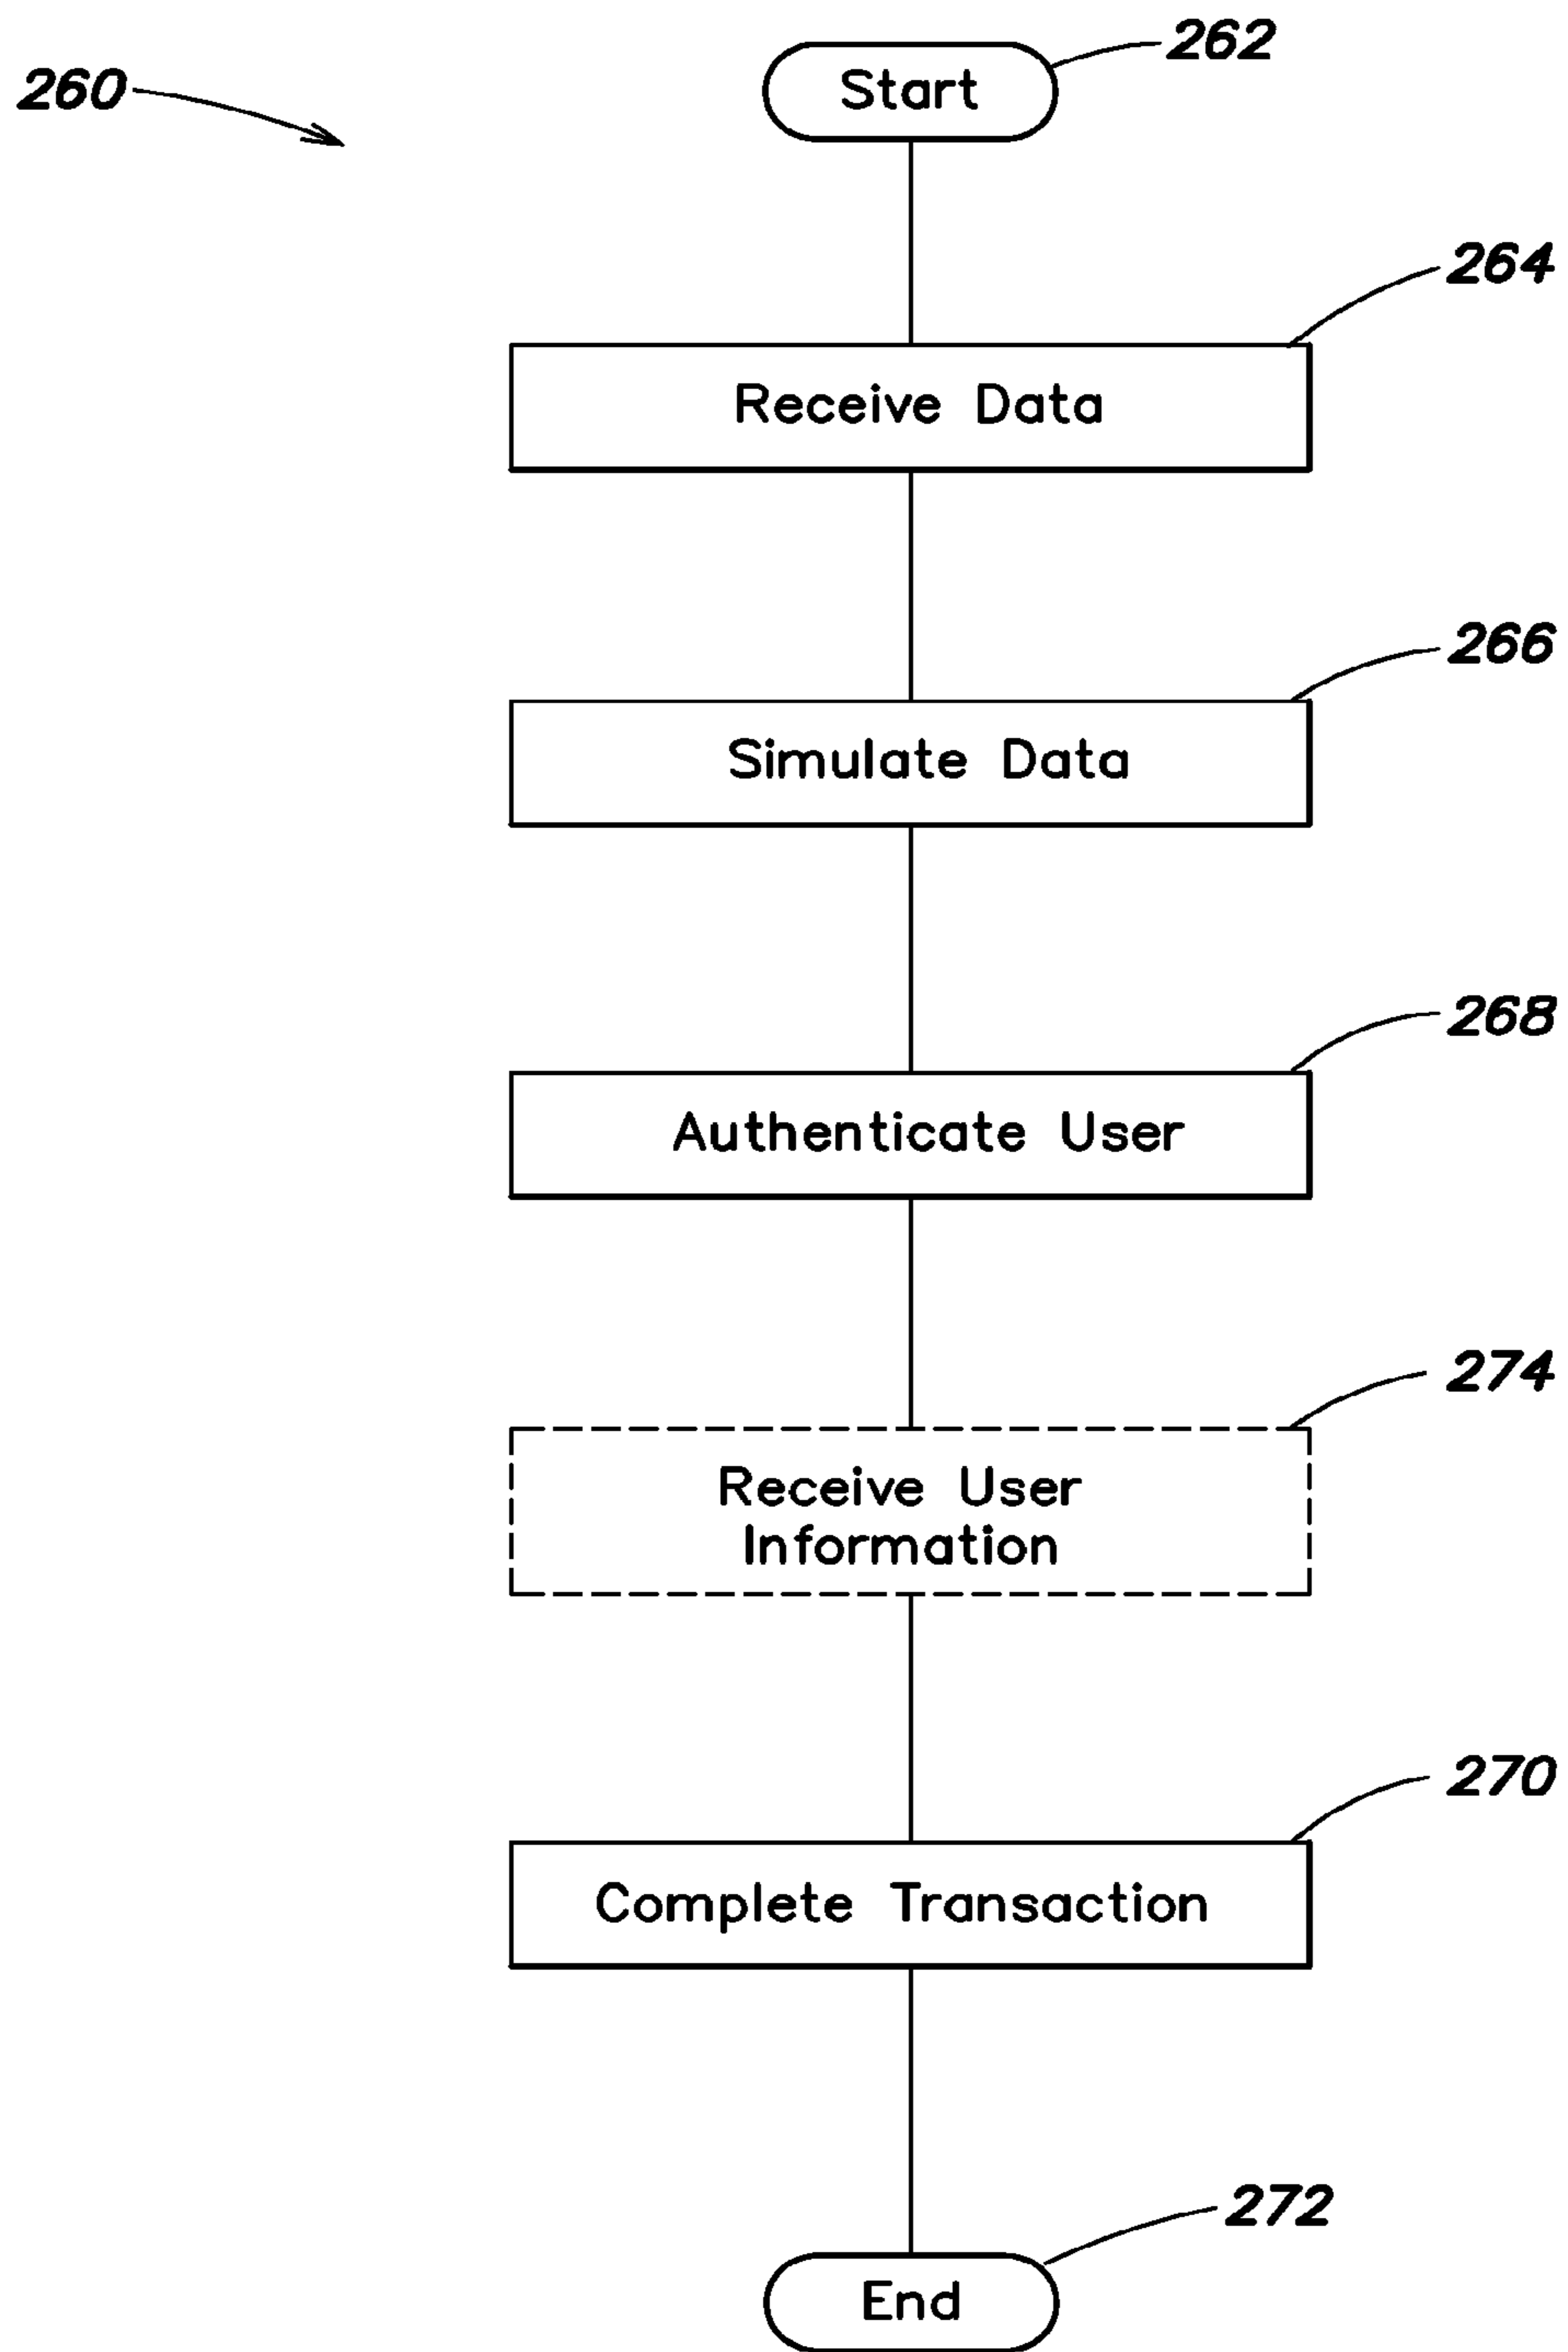 262
Start
260
264
Receive Data
266
Simulate Data
268
Authenticate User
274
Receive User
Information
270
Complete Transaction
272
End